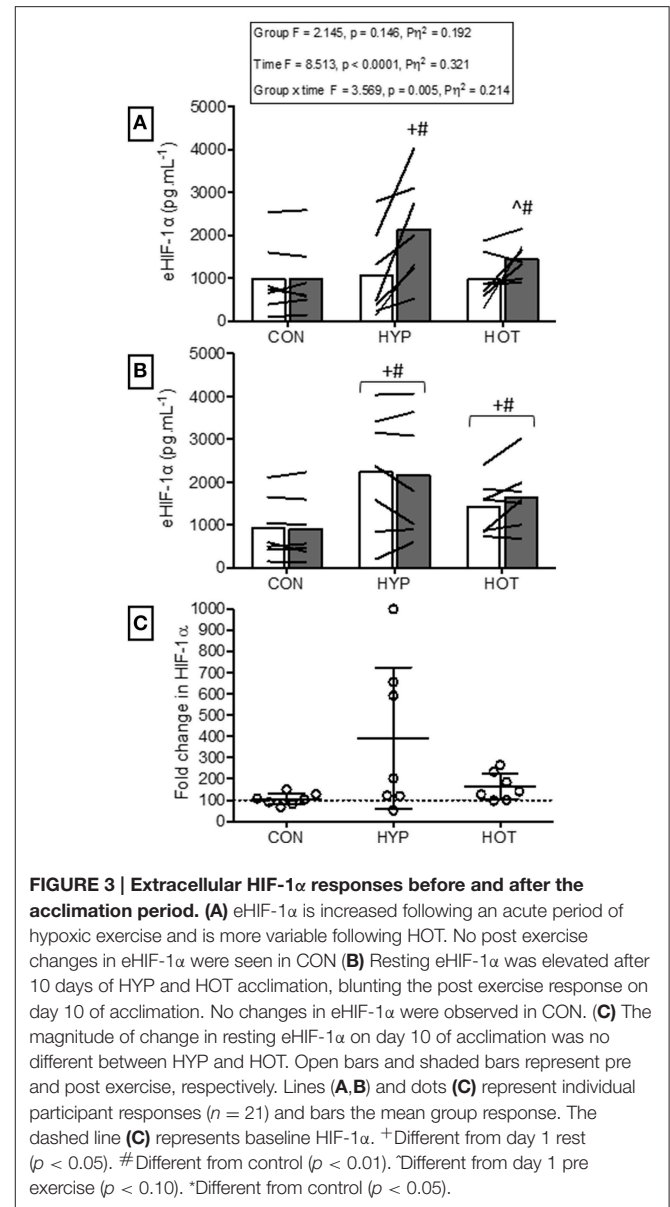 Group F = 2.145, p = 0.146, Pη² = 0.192
Time F = 8.513, p < 0.0001, Pη² = 0.321
Group x time F = 3.569, p = 0.005, Pη² = 0.214
A
eHIF-1α (pg.mL⁻¹)
5000
4000
3000
2000
1000
0
+#
^#
CON HYP HOT
B
eHIF-1α (pg.mL⁻¹)
5000
4000
3000
2000
1000
0
+#
+#
CON HYP HOT
C
Fold change in HIF-1α
1000
900
800
700
600
500
400
300
200
100
0
CON HYP HOT
FIGURE 3 | Extracellular HIF-1α responses before and after the
acclimation period. (A) eHIF-1α is increased following an acute period of
hypoxic exercise and is more variable following HOT. No post exercise
changes in eHIF-1α were seen in CON (B) Resting eHIF-1α was elevated after
10 days of HYP and HOT acclimation, blunting the post exercise response on
day 10 of acclimation. No changes in eHIF-1α were observed in CON. (C) The
magnitude of change in resting eHIF-1α on day 10 of acclimation was no
different between HYP and HOT. Open bars and shaded bars represent pre
and post exercise, respectively. Lines (A,B) and dots (C) represent individual
participant responses (n = 21) and bars the mean group response. The
dashed line (C) represents baseline HIF-1α. +Different from day 1 rest
(p < 0.05). #Different from control (p < 0.01). ^Different from day 1 pre
exercise (p < 0.10). *Different from control (p < 0.05).